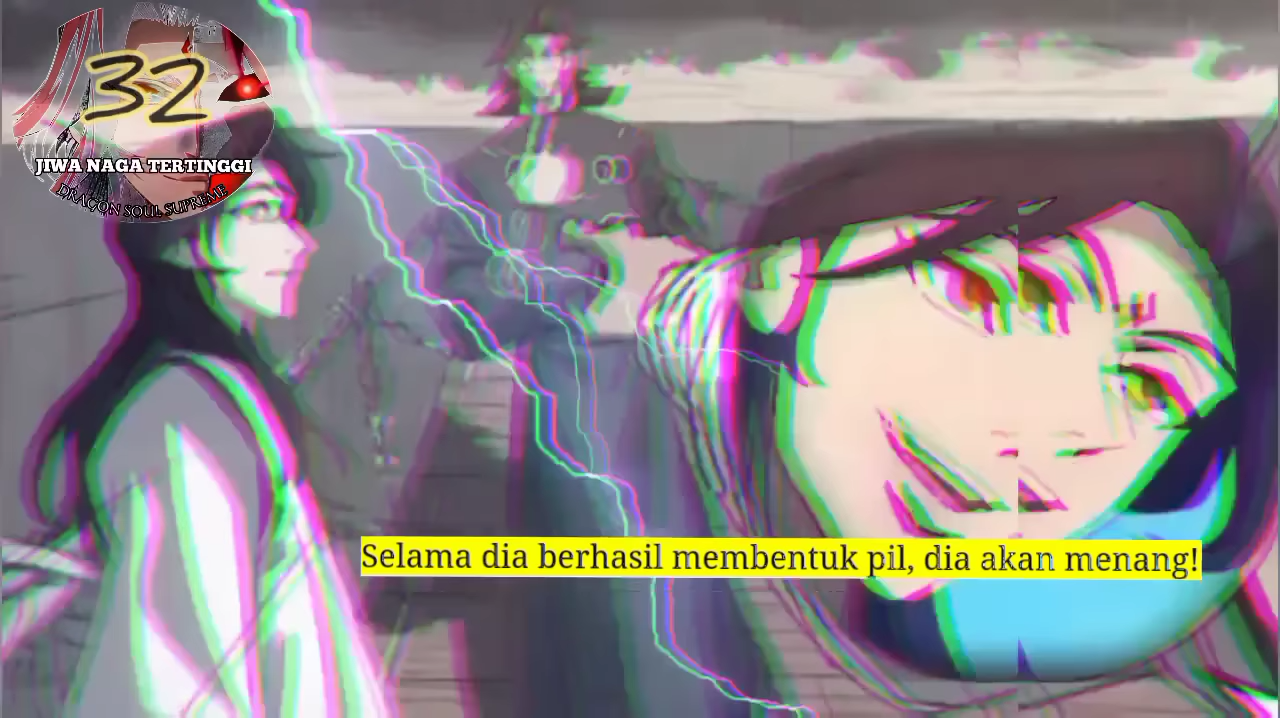 32
JIWA NAGA TERTINGGI
DRAGON SOUL SUPREME
Selama dia berhasil membentuk pil, dia akan menang!